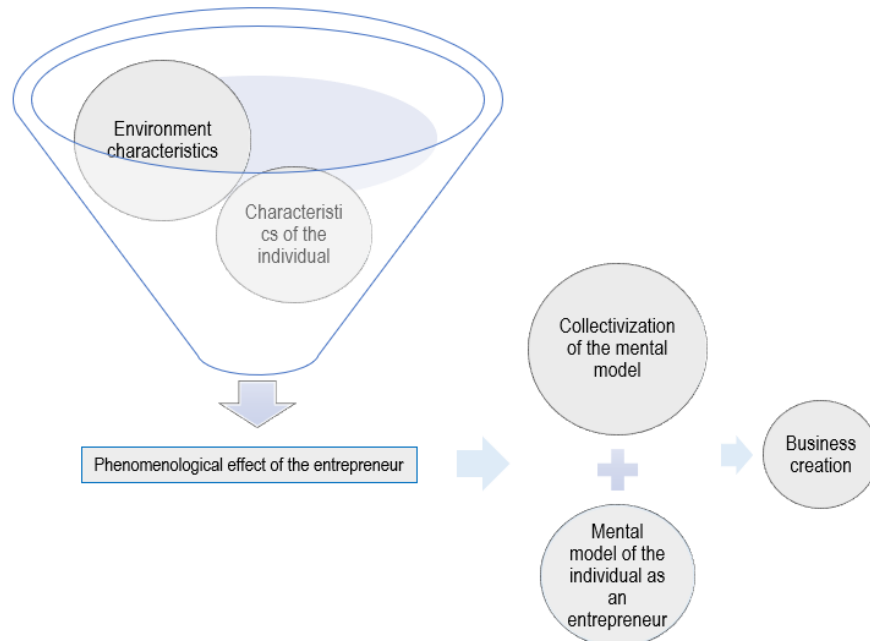 Environment
characteristics
Characteristi
cs of the
individual
Phenomenological effect of the entrepreneur
Collectivization
of the mental
model
Mental
model of the
individual as
an
entrepreneur
Business
creation